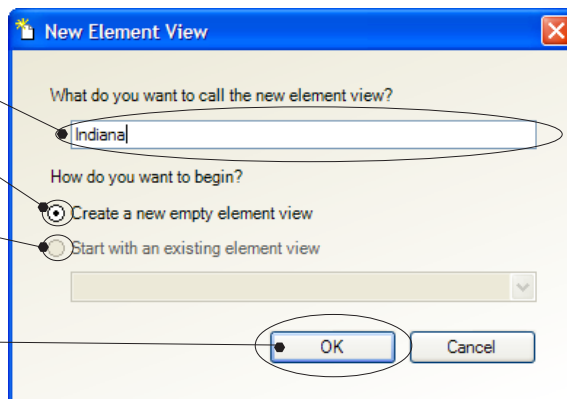 New Element View
What do you want to call the new element view?
Indiana
How do you want to begin?
Create a new empty element view
Start with an existing element view
OK Cancel